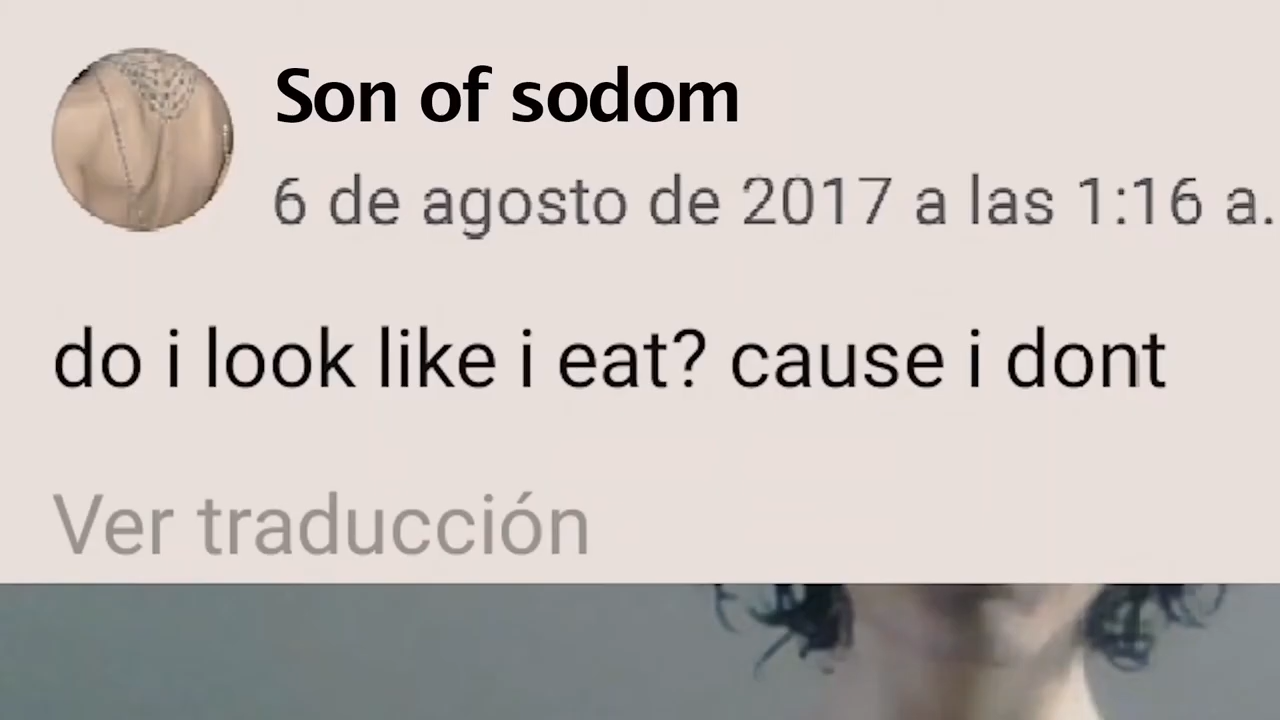 Son of sodom
6 de agosto de 2017 a las 1:16 a.
do i look like i eat? cause i dont
Ver traducción